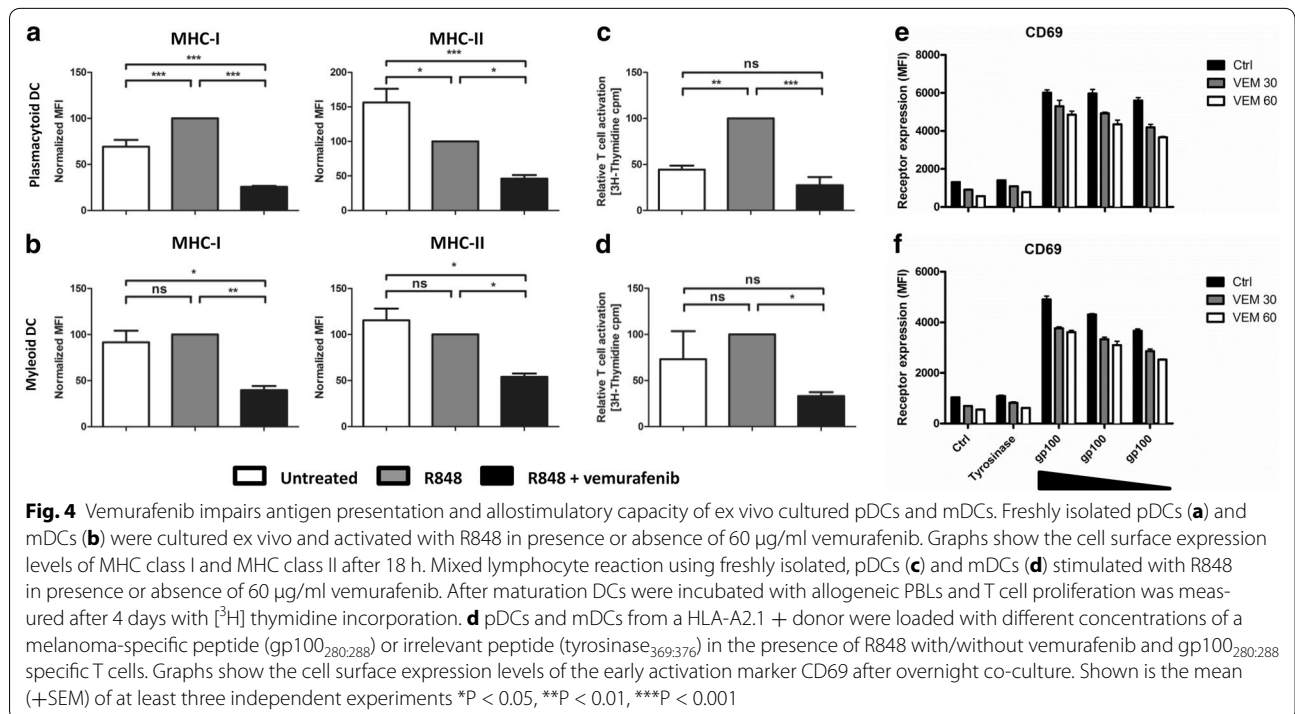 a
MHC-I
MHC-II
Plasmacytoid DC
Normalized MFI
150
100
50
0
***
***
***
Normalized MFI
200
150
100
50
0
***
*
*
c
Relative T cell activation
[3H-Thymidine cpm]
150
100
50
0
ns
**
***
e
CD69
Receptor expression (MFI)
8000
6000
4000
2000
0
Ctrl
VEM 30
VEM 60
b
MHC-I
MHC-II
Myleoid DC
Normalized MFI
150
100
50
0
*
ns
**
Normalized MFI
150
100
50
0
*
ns
*
d
Relative T cell activation
[3H-Thymidine cpm]
150
100
50
0
ns
ns
*
f
CD69
Receptor expression (MFI)
6000
4000
2000
0
Ctrl
VEM 30
VEM 60
Ctrl
Tyrosinase
gp100
gp100
gp100
Untreated
R848
R848 + vemurafenib
Fig. 4 Vemurafenib impairs antigen presentation and allostimulatory capacity of ex vivo cultured pDCs and mDCs. Freshly isolated pDCs (a) and
mDCs (b) were cultured ex vivo and activated with R848 in presence or absence of 60 μg/ml vemurafenib. Graphs show the cell surface expression
levels of MHC class I and MHC class II after 18 h. Mixed lymphocyte reaction using freshly isolated, pDCs (c) and mDCs (d) stimulated with R848
in presence or absence of 60 μg/ml vemurafenib. After maturation DCs were incubated with allogeneic PBLs and T cell proliferation was meas-
ured after 4 days with [³H] thymidine incorporation. d pDCs and mDCs from a HLA-A2.1 + donor were loaded with different concentrations of a
melanoma-specific peptide (gp100₂₈₀:₂₈₈) or irrelevant peptide (tyrosinase₃₆₉:₃₇₆) in the presence of R848 with/without vemurafenib and gp100₂₈₀:₂₈₈
specific T cells. Graphs show the cell surface expression levels of the early activation marker CD69 after overnight co-culture. Shown is the mean
(+SEM) of at least three independent experiments *P < 0.05, **P < 0.01, ***P < 0.001